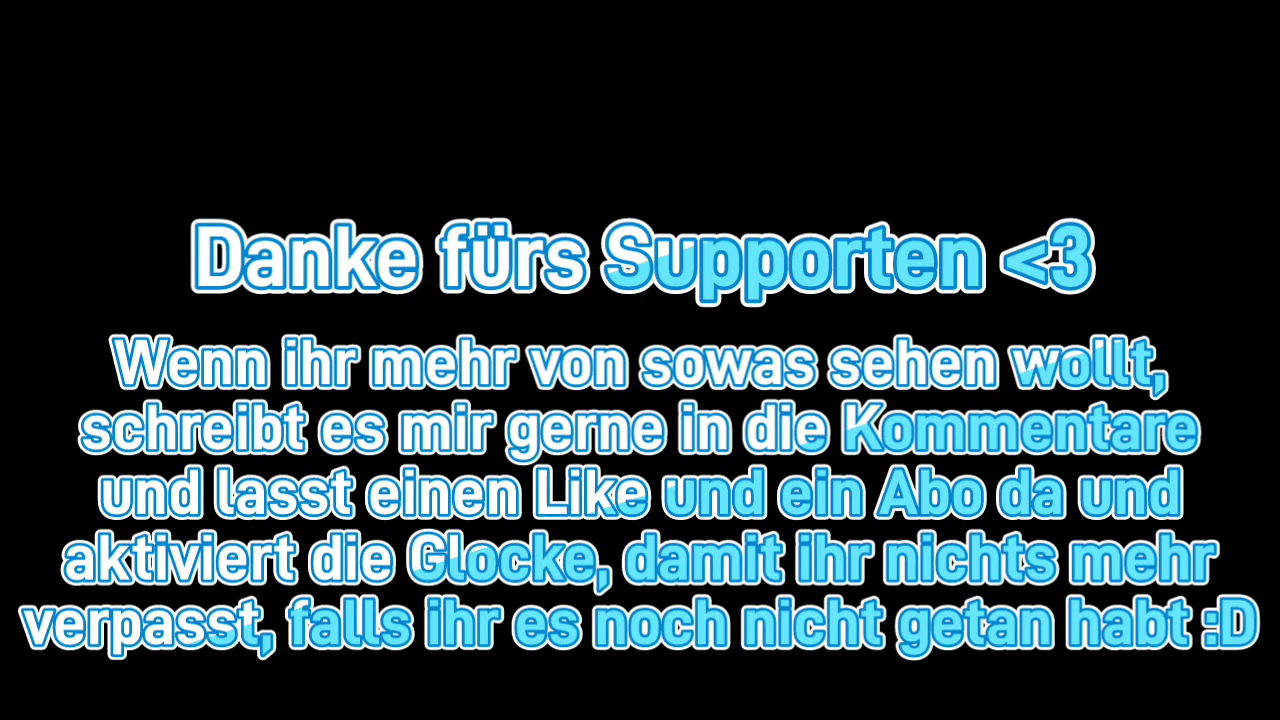 Danke fürs Supporten <3
Wenn ihr mehr von sowas sehen wollt,
schreibt es mir gerne in die Kommentare
und lasst einen Like und ein Abo da und
aktiviert die Glocke, damit ihr nichts mehr
verpasst, falls ihr es noch nicht getan habt :D